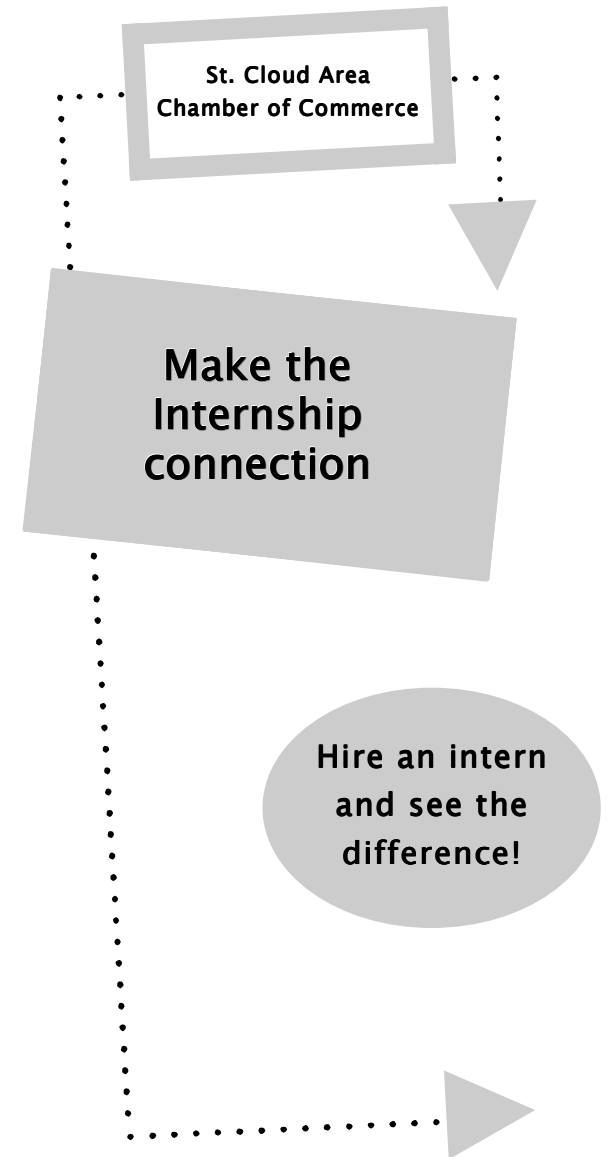 St. Cloud Area
Chamber of Commerce
Make the
Internship
connection
Hire an intern
and see the
difference!